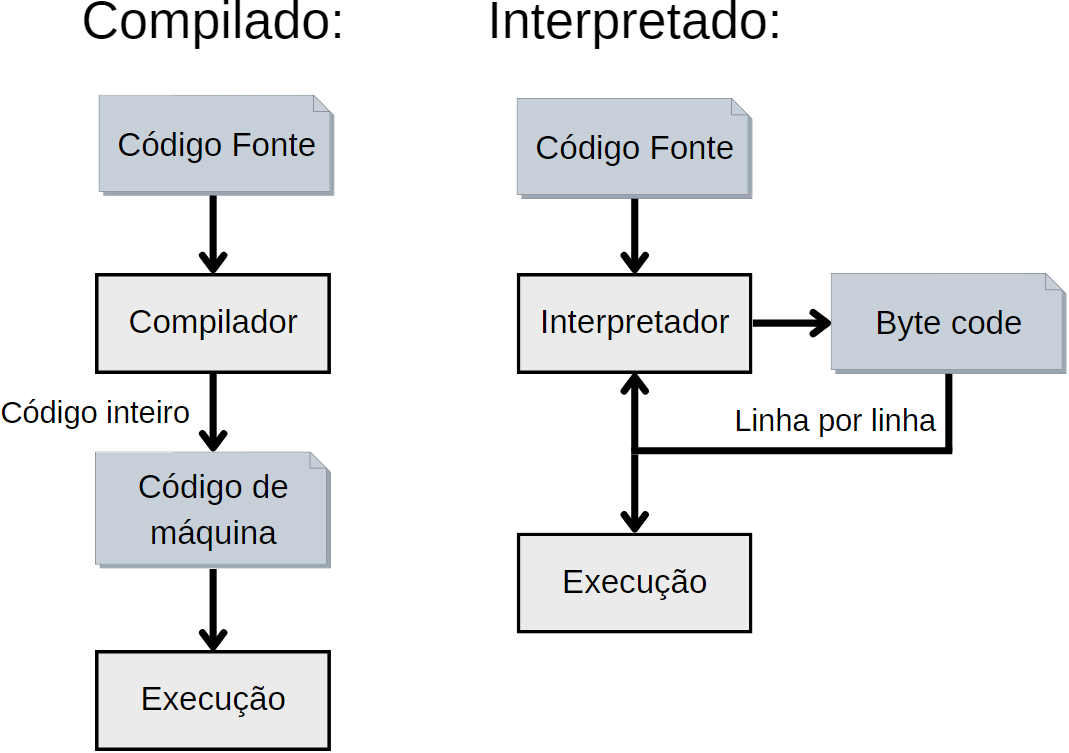 Compilado:
Código Fonte
Compilador
Código inteiro
Código de
máquina
Execução
Interpretado:
Código Fonte
Interpretador
Byte code
Linha por linha
Execução